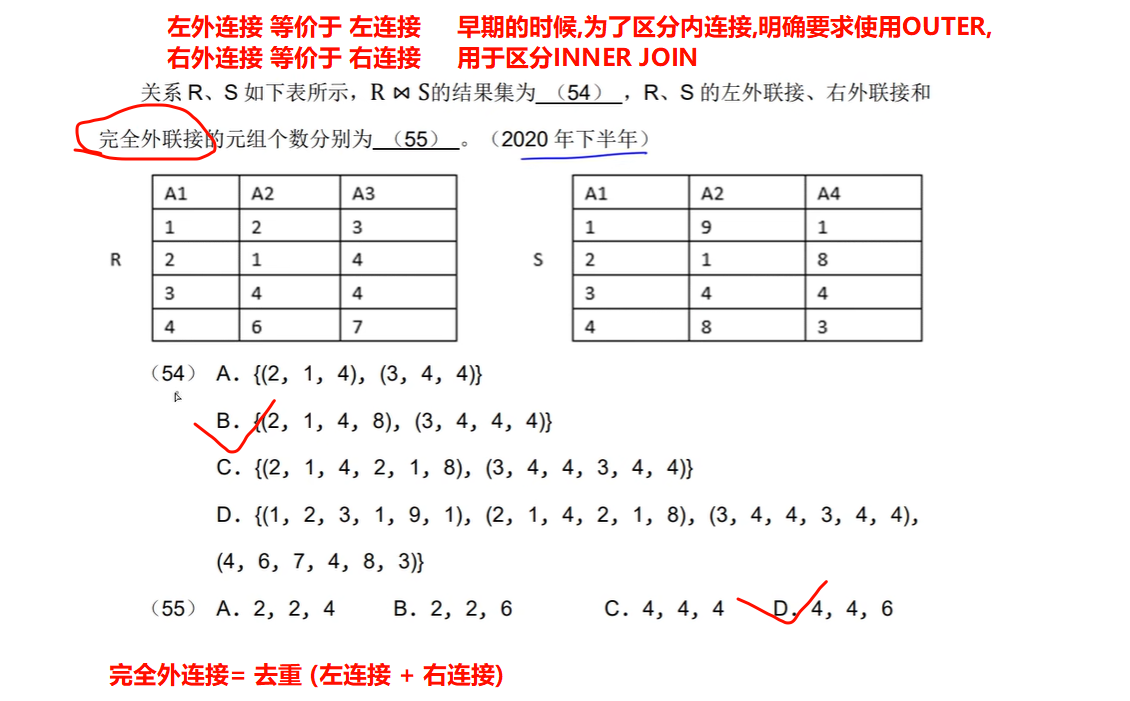 左外连接 等价于 左连接 早期的时候,为了区分内连接,明确要求使用OUTER,
右外连接 等价于 右连接 用于区分INNER JOIN
关系 R、S 如下表所示，R ⋈ S的结果集为 （54） ，R、S 的左外联接、右外联接和
完全外联接的元组个数分别为 （55） 。（2020 年下半年）
A1 A2 A3 A1 A2 A4
1 2 3 1 9 1
R 2 1 4 S 2 1 8
3 4 4 3 4 4
4 6 7 4 8 3
（54） A. {(2, 1, 4), (3, 4, 4)}
B. {(2, 1, 4, 8), (3, 4, 4, 4)}
C. {(2, 1, 4, 2, 1, 8), (3, 4, 4, 3, 4, 4)}
D. {(1, 2, 3, 1, 9, 1), (2, 1, 4, 2, 1, 8), (3, 4, 4, 3, 4, 4),
(4, 6, 7, 4, 8, 3)}
（55） A. 2, 2, 4 B. 2, 2, 6 C. 4, 4, 4 D. 4, 4, 6
完全外连接= 去重 (左连接 + 右连接)